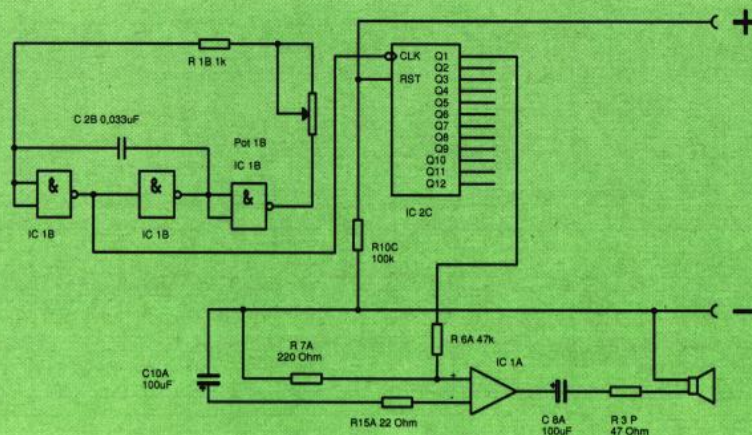 +
R 1B 1k
CLK
Q1
Q2
RST
Q3
Q4
Q5
Q6
Q7
Q8
Q9
Q10
Q11
Q12
C 2B 0,033uF
Pot 1B
IC 1B
&
&
&
IC 1B
IC 1B
IC 2C
R10C
100k
−
R 7A
220 Ohm
R 6A 47k
IC 1A
C10A
100uF
+
+
-
+
R15A 22 Ohm
C 8A
100uF
R 3 P
47 Ohm